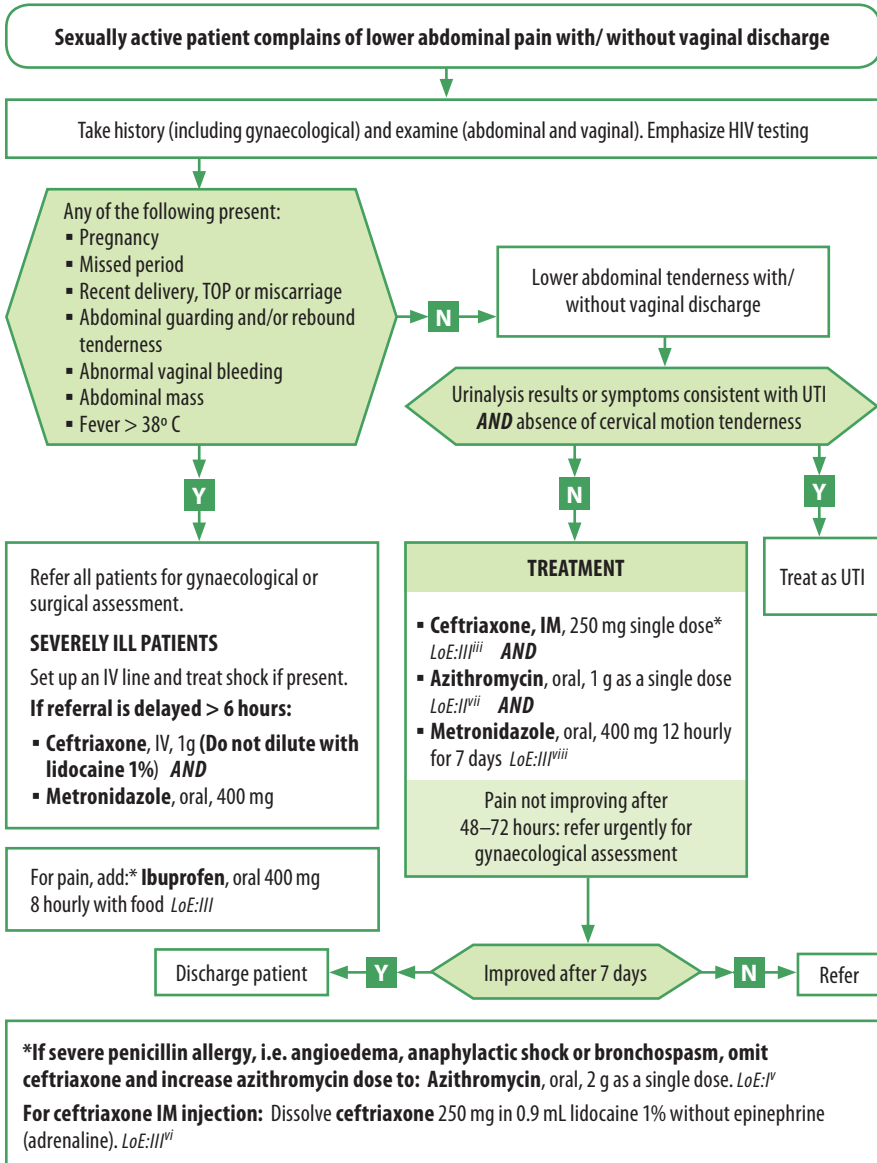 Sexually active patient complains of lower abdominal pain with/ without vaginal discharge
Take history (including gynaecological) and examine (abdominal and vaginal). Emphasize HIV testing
Any of the following present:
▪ Pregnancy
▪ Missed period
▪ Recent delivery, TOP or miscarriage
▪ Abdominal guarding and/or rebound
tenderness
▪ Abnormal vaginal bleeding
▪ Abdominal mass
▪ Fever > 38º C
N
Lower abdominal tenderness with/
without vaginal discharge
Urinalysis results or symptoms consistent with UTI
AND absence of cervical motion tenderness
Y
N
Y
Refer all patients for gynaecological or
surgical assessment.
SEVERELY ILL PATIENTS
Set up an IV line and treat shock if present.
If referral is delayed > 6 hours:
▪ Ceftriaxone, IV, 1g (Do not dilute with
lidocaine 1%) AND
▪ Metronidazole, oral, 400 mg
For pain, add:* Ibuprofen, oral 400 mg
8 hourly with food LoE:III
TREATMENT
▪ Ceftriaxone, IM, 250 mg single dose*
LoE:IIIiii AND
▪ Azithromycin, oral, 1 g as a single dose
LoE:IIvii AND
▪ Metronidazole, oral, 400 mg 12 hourly
for 7 days LoE:IIIviii
Pain not improving after
48–72 hours: refer urgently for
gynaecological assessment
Treat as UTI
Discharge patient
Y
Improved after 7 days
N
Refer
*If severe penicillin allergy, i.e. angioedema, anaphylactic shock or bronchospasm, omit
ceftriaxone and increase azithromycin dose to: Azithromycin, oral, 2 g as a single dose. LoE:Iv
For ceftriaxone IM injection: Dissolve ceftriaxone 250 mg in 0.9 mL lidocaine 1% without epinephrine
(adrenaline). LoE:IIIvi